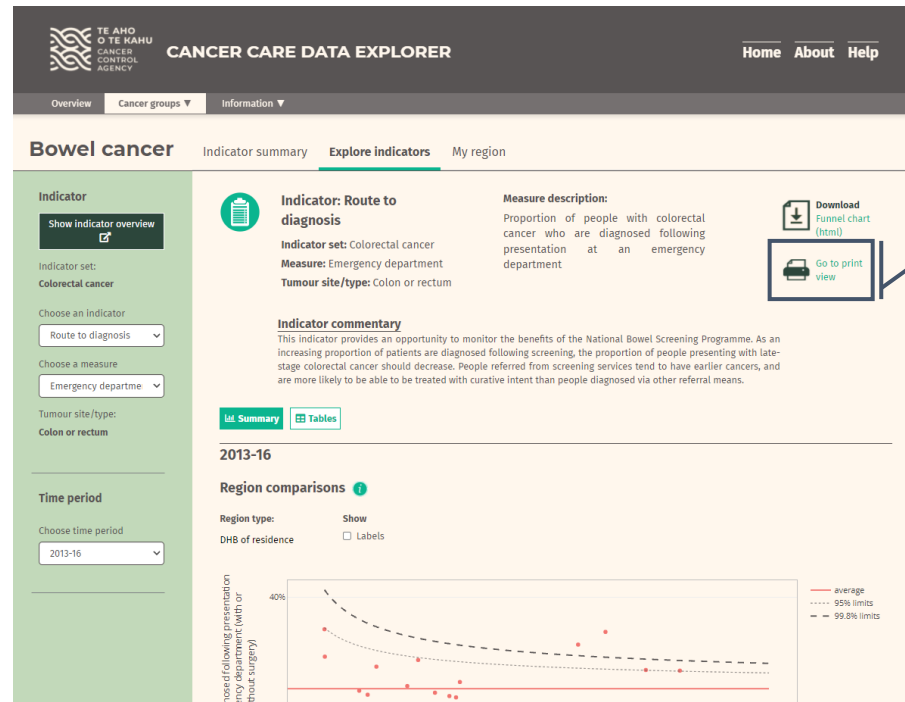 TE AHO
O TE KAHU
CANCER
CONTROL
AGENCY
CANCER CARE DATA EXPLORER
Home About Help
Overview Cancer groups ▼ Information ▼
Bowel cancer
Indicator summary Explore indicators My region
Indicator
Show indicator overview
Indicator set:
Colorectal cancer
Choose an indicator
Route to diagnosis
Choose a measure
Emergency departme
Tumour site/type:
Colon or rectum
Time period
Choose time period
2013-16
Indicator: Route to
diagnosis
Indicator set: Colorectal cancer
Measure: Emergency department
Tumour site/type: Colon or rectum
Measure description:
Proportion of people with colorectal
cancer who are diagnosed following
presentation at an emergency
department
Download
Funnel chart
(html)
Go to print
view
Indicator commentary
This indicator provides an opportunity to monitor the benefits of the National Bowel Screening Programme. As an
increasing proportion of patients are diagnosed following screening, the proportion of people presenting with late-
stage colorectal cancer should decrease. People referred from screening services tend to have earlier cancers, and
are more likely to be able to be treated with curative intent than people diagnosed via other referral means.
Summary Tables
2013-16
Region comparisons i
Region type:
DHB of residence
Show
Labels
40%
nosed following presentation
ency department (with or
thout surgery)
average
95% limits
99.8% limits